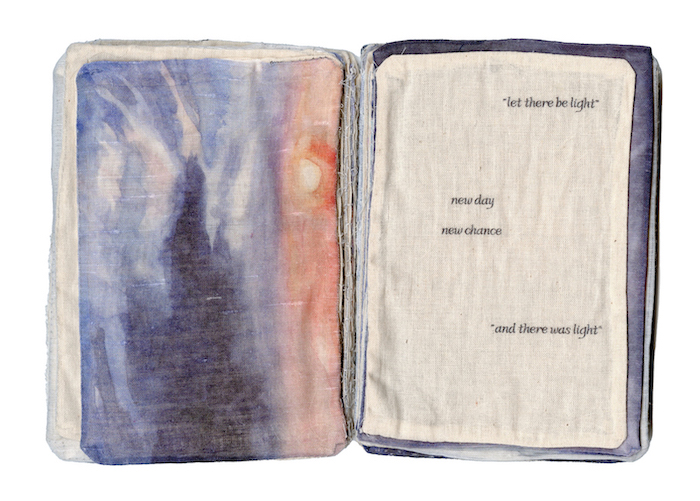 "let there be light"
new day
new chance
"and there was light"